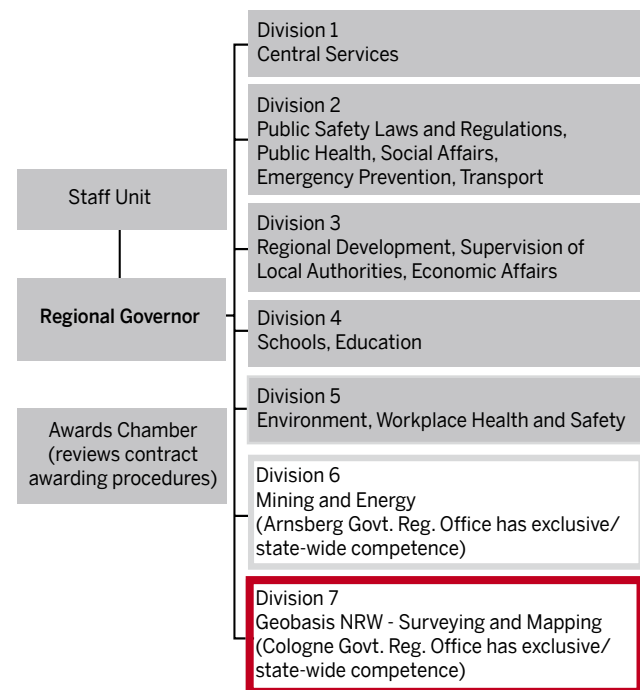 Staff Unit
Regional Governor
Awards Chamber
(reviews contract
awarding procedures)
Division 1
Central Services
Division 2
Public Safety Laws and Regulations,
Public Health, Social Affairs,
Emergency Prevention, Transport
Division 3
Regional Development, Supervision of
Local Authorities, Economic Affairs
Division 4
Schools, Education
Division 5
Environment, Workplace Health and Safety
Division 6
Mining and Energy
(Arnsberg Govt. Reg. Office has exclusive/
state-wide competence)
Division 7
Geobasis NRW - Surveying and Mapping
(Cologne Govt. Reg. Office has exclusive/
state-wide competence)